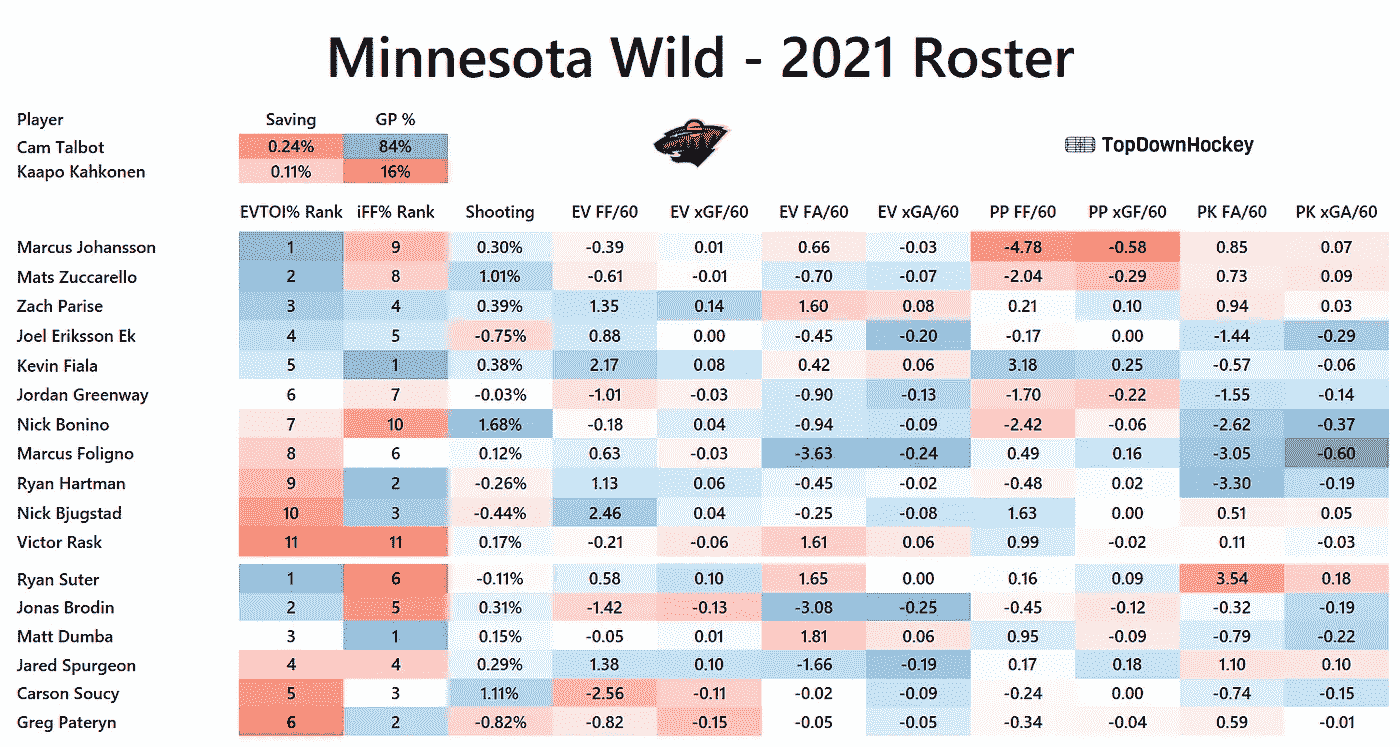 Minnesota Wild - 2021 Roster
Player Saving GP %
Cam Talbot 0.24% 84%
Kaapo Kahkonen 0.11% 16%
TopDownHockey
EVTOI% Rank iFF% Rank Shooting EV FF/60 EV xGF/60 EV FA/60 EV xGA/60 PP FF/60 PP xGF/60 PK FA/60 PK xGA/60
Marcus Johansson 1 9 0.30% -0.39 0.01 0.66 -0.03 -4.78 -0.58 0.85 0.07
Mats Zuccarello 2 8 1.01% -0.61 -0.01 -0.70 -0.07 -2.04 -0.29 0.73 0.09
Zach Parise 3 4 0.39% 1.35 0.14 1.60 0.08 0.21 0.10 0.94 0.03
Joel Eriksson Ek 4 5 -0.75% 0.88 0.00 -0.45 -0.20 -0.17 0.00 -1.44 -0.29
Kevin Fiala 5 1 0.38% 2.17 0.08 0.42 0.06 3.18 0.25 -0.57 -0.06
Jordan Greenway 6 7 -0.03% -1.01 -0.03 -0.90 -0.13 -1.70 -0.22 -1.55 -0.14
Nick Bonino 7 10 1.68% -0.18 0.04 -0.94 -0.09 -2.42 -0.06 -2.62 -0.37
Marcus Foligno 8 6 0.12% 0.63 -0.03 -3.63 -0.24 0.49 0.16 -3.05 -0.60
Ryan Hartman 9 2 -0.26% 1.13 0.06 -0.45 -0.02 -0.48 0.02 -3.30 -0.19
Nick Bjugstad 10 3 -0.44% 2.46 0.04 -0.25 -0.08 1.63 0.00 0.51 0.05
Victor Rask 11 11 0.17% -0.21 -0.06 1.61 0.06 0.99 -0.02 0.11 -0.03
Ryan Suter 1 6 -0.11% 0.58 0.10 1.65 0.00 0.16 0.09 3.54 0.18
Jonas Brodin 2 5 0.31% -1.42 -0.13 -3.08 -0.25 -0.45 -0.12 -0.32 -0.19
Matt Dumba 3 1 0.15% -0.05 0.01 1.81 0.06 0.95 -0.09 -0.79 -0.22
Jared Spurgeon 4 4 0.29% 1.38 0.10 -1.66 -0.19 0.17 0.18 1.10 0.10
Carson Soucy 5 3 1.11% -2.56 -0.11 -0.02 -0.09 -0.24 0.00 -0.74 -0.15
Greg Pateryn 6 2 -0.82% -0.82 -0.15 -0.05 -0.05 -0.34 -0.04 0.59 -0.01